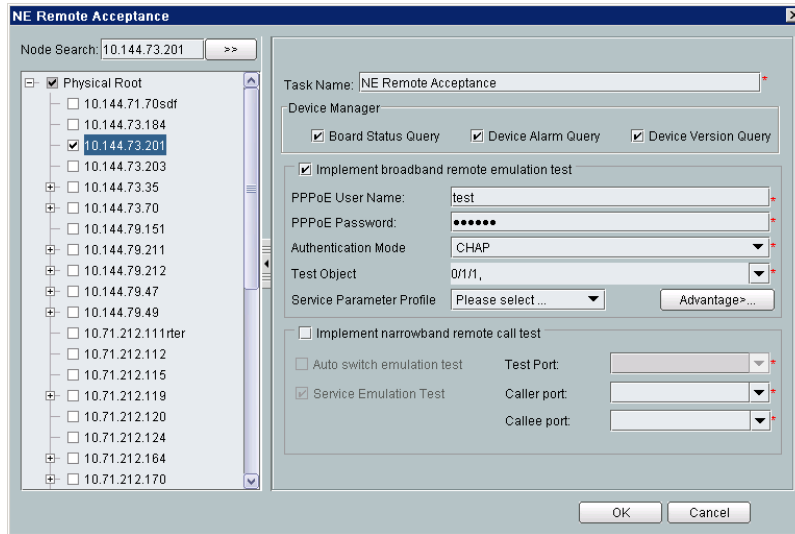 NE Remote Acceptance
Node Search: 10.144.73.201 >>
Physical Root
10.144.71.70sdf
10.144.73.184
10.144.73.201
10.144.73.203
10.144.73.35
10.144.73.70
10.144.79.151
10.144.79.211
10.144.79.212
10.144.79.47
10.144.79.49
10.71.212.111rter
10.71.212.112
10.71.212.115
10.71.212.119
10.71.212.120
10.71.212.124
10.71.212.164
10.71.212.170
Task Name: NE Remote Acceptance *
Device Manager
Board Status Query Device Alarm Query Device Version Query
Implement broadband remote emulation test
PPPoE User Name: test *
PPPoE Password: ●●●●●● *
Authentication Mode CHAP *
Test Object 0/1/1, *
Service Parameter Profile Please select ... Advantage>...
Implement narrowband remote call test
Auto switch emulation test Test Port: *
Service Emulation Test Caller port: *
Callee port: *
OK Cancel